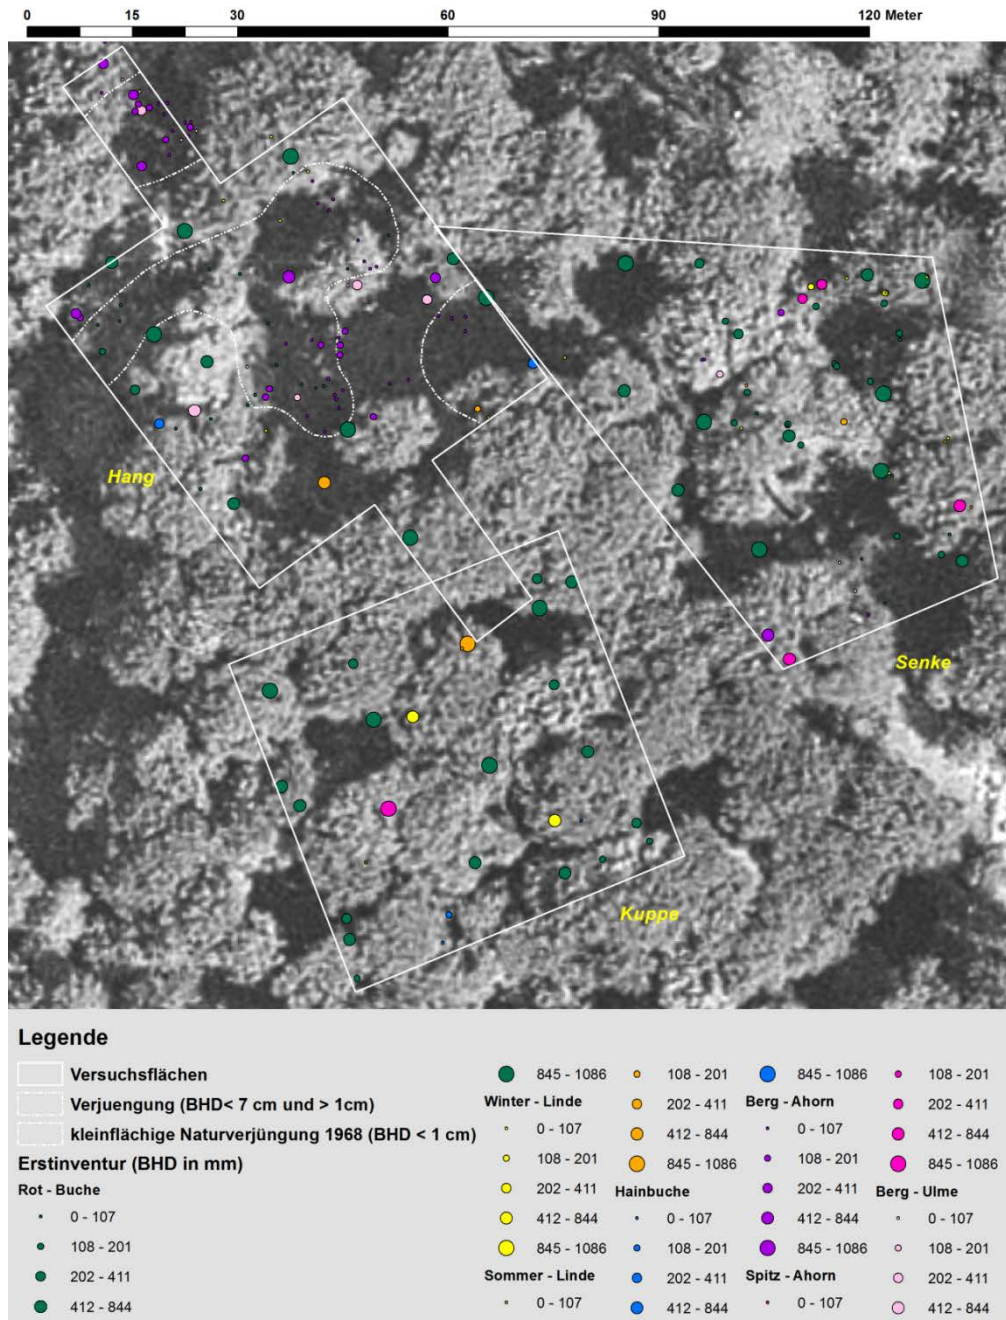 0 15 30 60 90 120 Meter
Hang
Senke
Kuppe
Legende
Versuchsflächen
Verjuengung (BHD< 7 cm und > 1cm)
kleinflächige Naturverjüngung 1968 (BHD < 1 cm)
Erstinventur (BHD in mm)
Rot - Buche
0 - 107
108 - 201
202 - 411
412 - 844
845 - 1086
Winter - Linde
0 - 107
108 - 201
202 - 411
412 - 844
845 - 1086
Sommer - Linde
0 - 107
108 - 201
202 - 411
412 - 844
845 - 1086
Hainbuche
0 - 107
108 - 201
202 - 411
412 - 844
845 - 1086
Berg - Ahorn
0 - 107
108 - 201
202 - 411
412 - 844
845 - 1086
Spitz - Ahorn
0 - 107
108 - 201
202 - 411
412 - 844
845 - 1086
Berg - Ulme
0 - 107
108 - 201
202 - 411
412 - 844